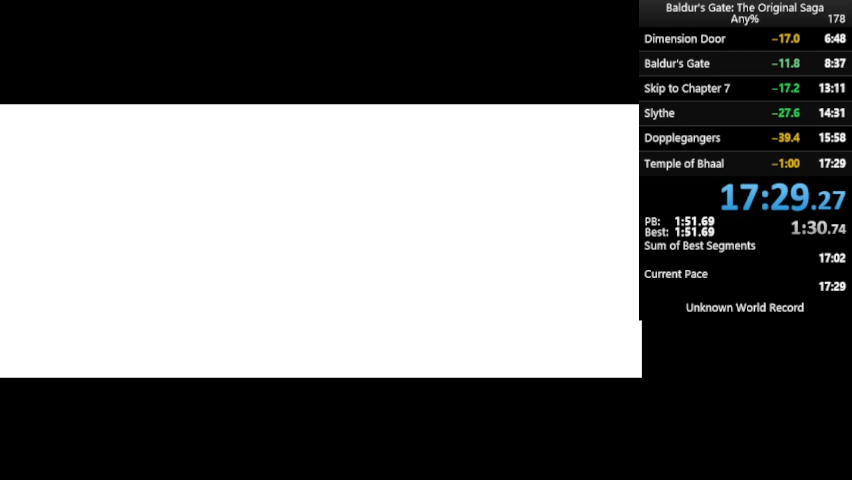 Baldur's Gate: The Original Saga
Any% 178
Dimension Door -17.0 6:48
Baldur's Gate -11.8 8:37
Skip to Chapter 7 -17.2 13:11
Slythe -27.6 14:31
Dopplegangers -39.4 15:58
Temple of Bhaal -1:00 17:29
17:29.27
PB: 1:51.69
Best: 1:51.69 1:30.74
Sum of Best Segments
17:02
Current Pace
17:29
Unknown World Record